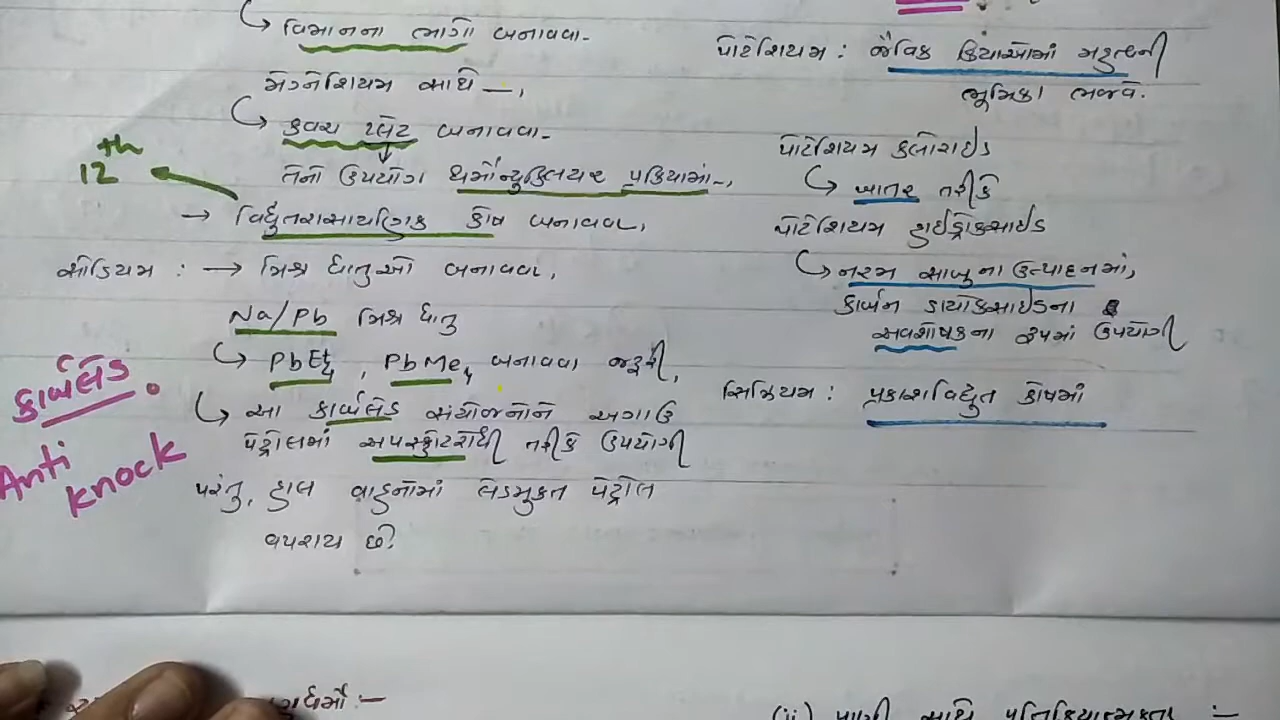 વિમાનના ભાગો બનાવવા-
મેગ્નેશિયમ સાથે —,
કવચ પ્લેટ બનાવવા-
તેનો ઉપયોગ થર્મોન્યુક્લિયર પ્રક્રિયામાં-,
12th
→ વિદ્યુતરાસાયણિક કોષ બનાવવા,
સોડિયમ : → મિશ્ર ધાતુઓ બનાવવા,
Na/Pb મિશ્ર ધાતુ
PbEt4, PbMe4 બનાવવા જરૂરી,
આ કાર્બલેડ સંયોજનોને અગાઉ
પેટ્રોલમાં અપસ્ફોટરોધી તરીકે ઉપયોગી
પરંતુ, હાલ વાહનોમાં લેડમુક્ત પેટ્રોલ
વપરાય છે.
કાર્બલેડ.
Anti
knock
પોટેશિયમ : જૈવિક ક્રિયાઓમાં મહત્વની
ભૂમિકા ભજવે.
પોટેશિયમ ક્લોરાઇડ
ખાતર તરીકે
પોટેશિયમ હાઇડ્રોક્સાઇડ
નરમ સાબુના ઉત્પાદનમાં,
કાર્બન ડાયોક્સાઇડના
અવશોષકના રૂપમાં ઉપયોગી
સિઝિયમ : પ્રકાશવિદ્યુત કોષમાં
(ii) પાણી સાથે પ્રતિક્રિયાત્મકતા :-